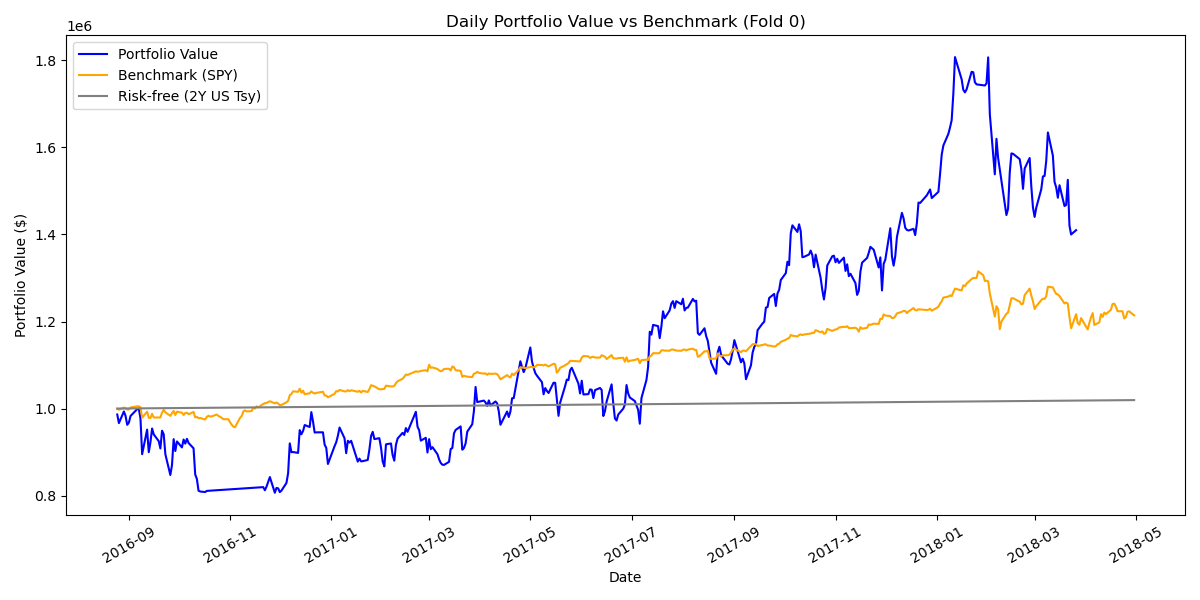 Daily Portfolio Value vs Benchmark (Fold 0)
1e6
Portfolio Value
Benchmark (SPY)
Risk-free (2Y US Tsy)
1.8
1.6
1.4
1.2
1.0
0.8
Portfolio Value ($)
2016-09
2016-11
2017-01
2017-03
2017-05
2017-07
2017-09
2017-11
2018-01
2018-03
2018-05
Date